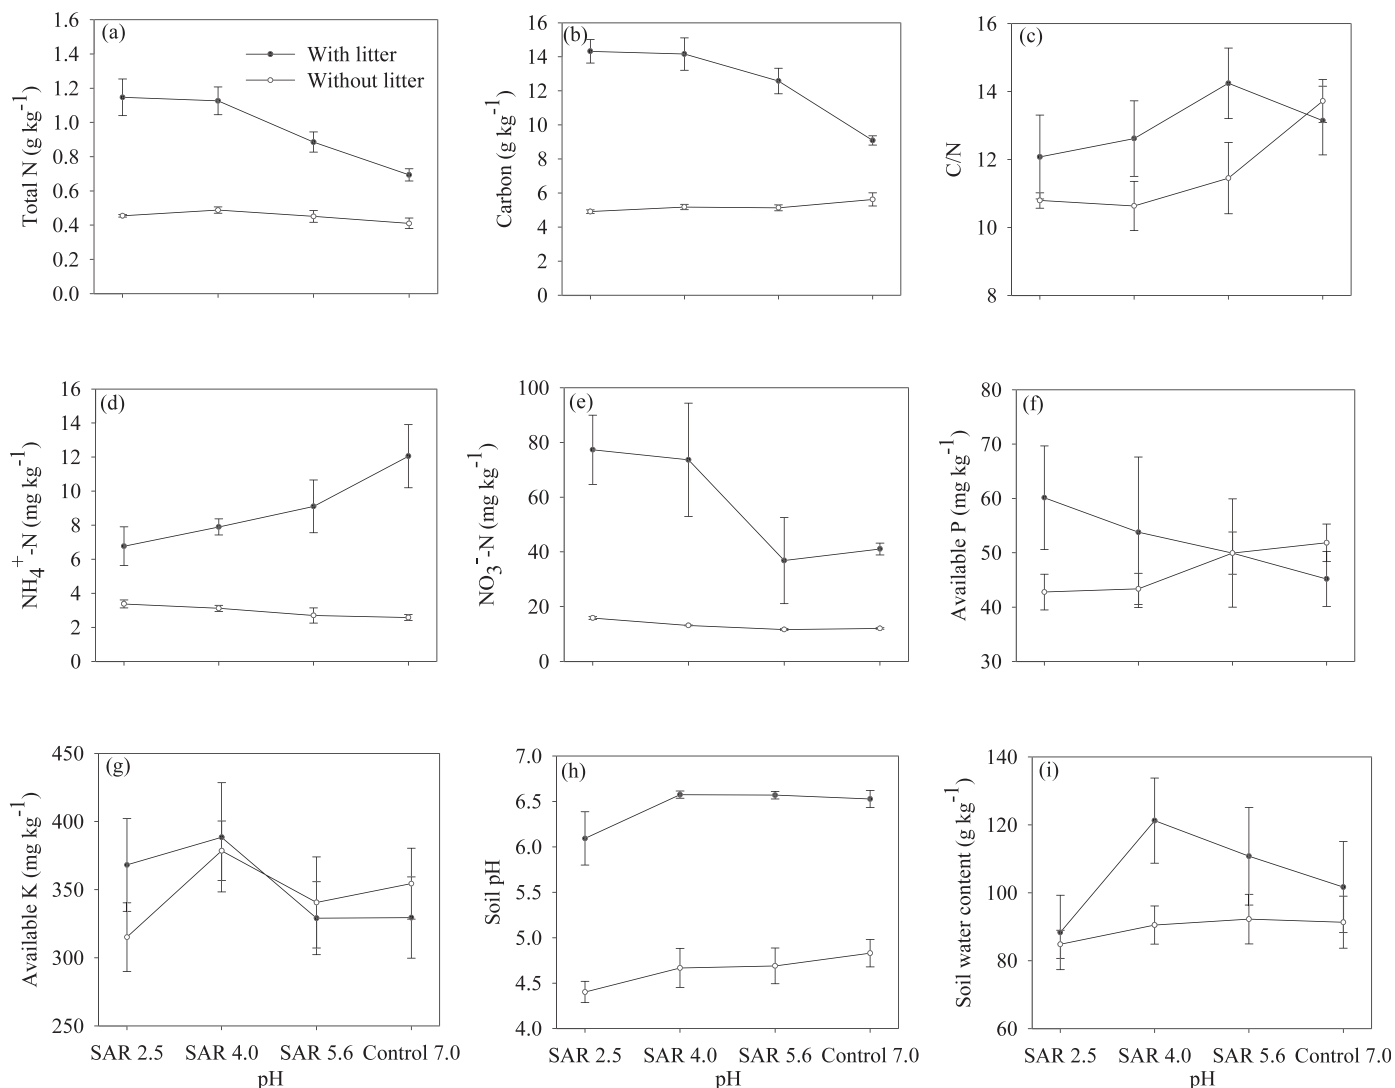 (a)
With litter
Without litter
Total N (g kg-1)
1.6
1.4
1.2
1.0
0.8
0.6
0.4
0.2
0.0
(b)
Carbon (g kg-1)
16
14
12
10
8
6
4
2
0
(c)
C/N
16
14
12
10
8
(d)
NH4+-N (mg kg-1)
16
14
12
10
8
6
4
2
0
(e)
NO3--N (mg kg-1)
100
80
60
40
20
0
(f)
Available P (mg kg-1)
80
70
60
50
40
30
(g)
Available K (mg kg-1)
450
400
350
300
250
SAR 2.5 SAR 4.0 SAR 5.6 Control 7.0
pH
(h)
Soil pH
7.0
6.5
6.0
5.5
5.0
4.5
4.0
SAR 2.5 SAR 4.0 SAR 5.6 Control 7.0
pH
(i)
Soil water content (g kg-1)
140
120
100
80
60
SAR 2.5 SAR 4.0 SAR 5.6 Control 7.0
pH